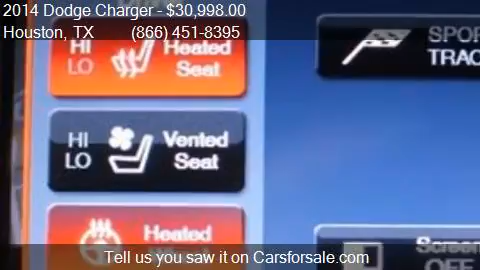 2014 Dodge Charger - $30,998.00
Houston, TX (866) 451-8395
HI
LO
Heated
Seat
SPOR
TRAC
HI
LO
Vented
Seat
Heated
Screen
OFF
Tell us you saw it on Carsforsale.com